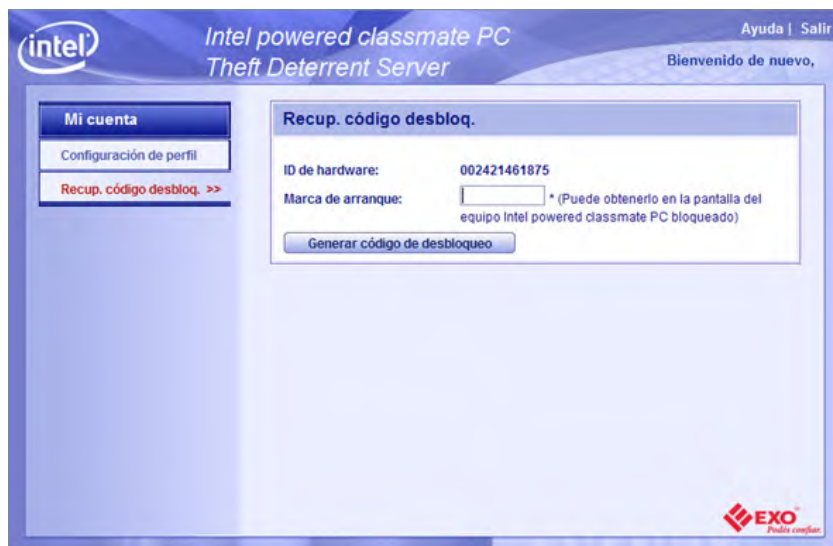 intel
Intel powered classmate PC
Theft Deterrent Server
Ayuda | Salir
Bienvenido de nuevo,
Mi cuenta
Configuración de perfil
Recup. código desbloq. >>
Recup. código desbloq.
ID de hardware: 002421461875
Marca de arranque: * (Puede obtenerlo en la pantalla del
equipo Intel powered classmate PC bloqueado)
Generar código de desbloqueo
EXO
Podés confiar.